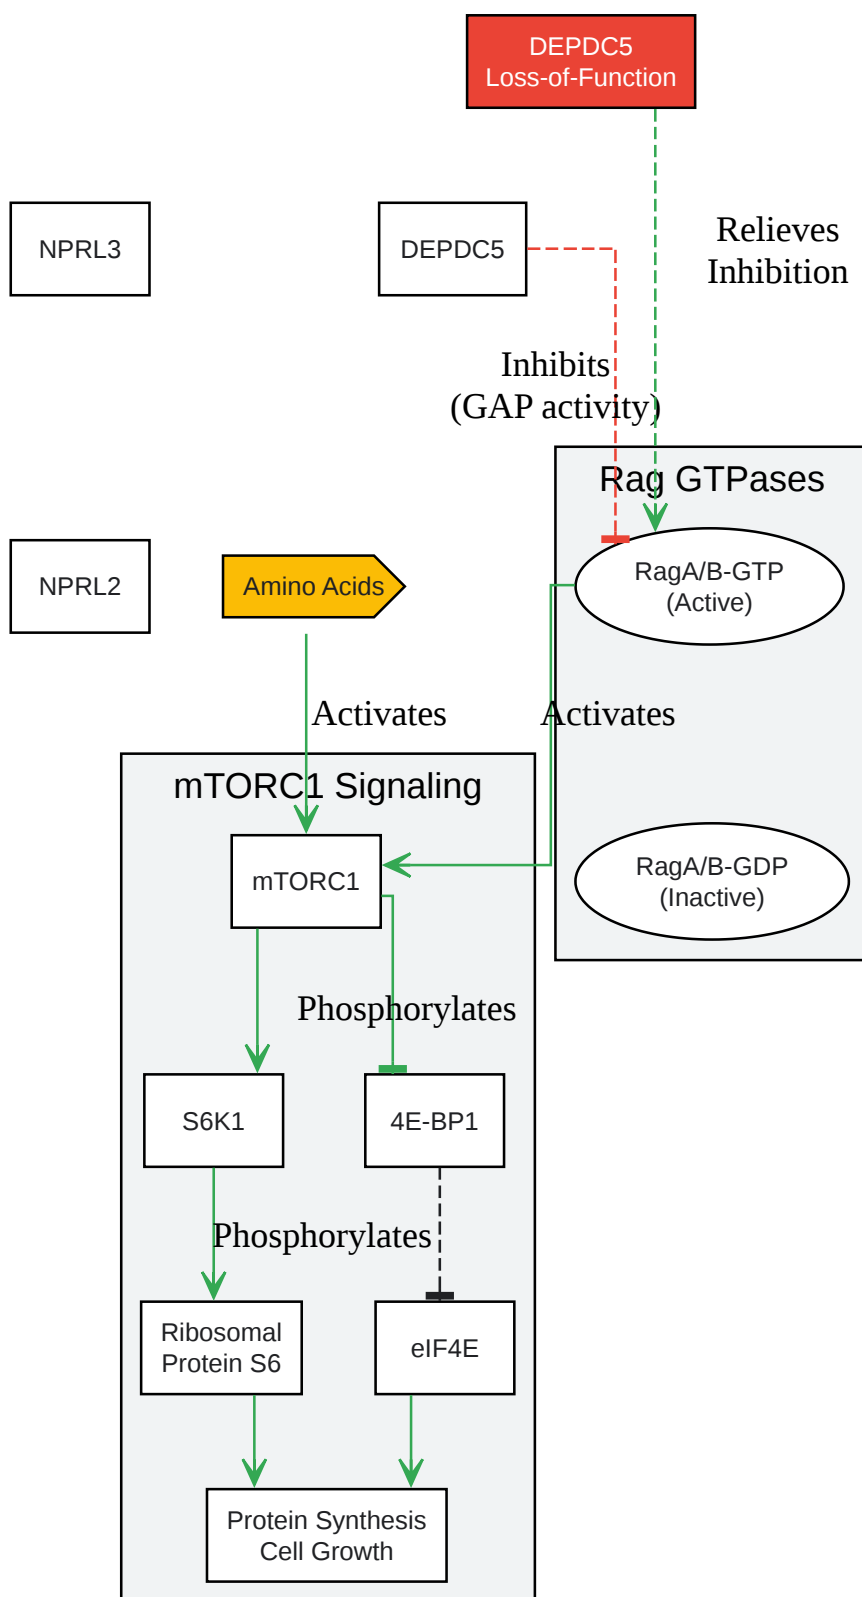 DEPDC5
Loss-of-Function
NPRL3
DEPDC5
Relieves
Inhibition
Inhibits
(GAP activity)
Rag GTPases
NPRL2
Amino Acids
RagA/B-GTP
(Active)
Activates
Activates
mTORC1 Signaling
mTORC1
RagA/B-GDP
(Inactive)
Phosphorylates
S6K1
4E-BP1
Phosphorylates
Ribosomal
Protein S6
eIF4E
Protein Synthesis
Cell Growth